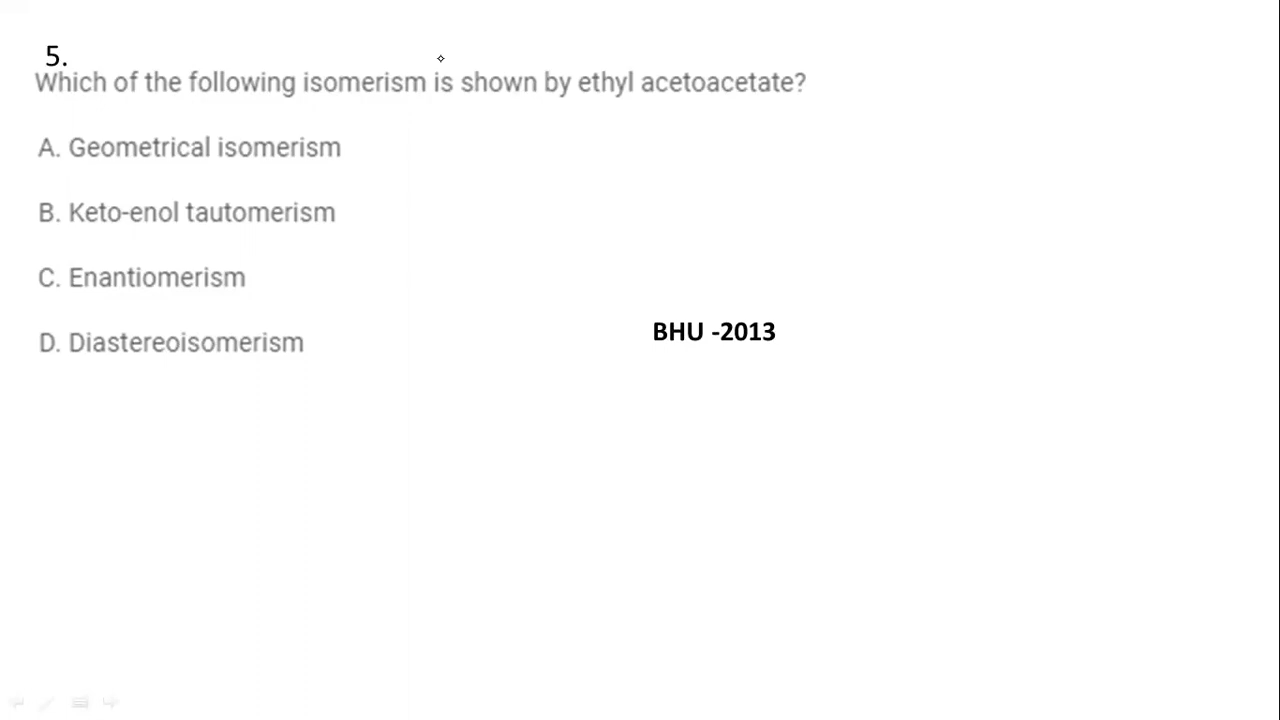 5.
Which of the following isomerism is shown by ethyl acetoacetate?
A. Geometrical isomerism
B. Keto-enol tautomerism
C. Enantiomerism
BHU -2013
D. Diastereoisomerism